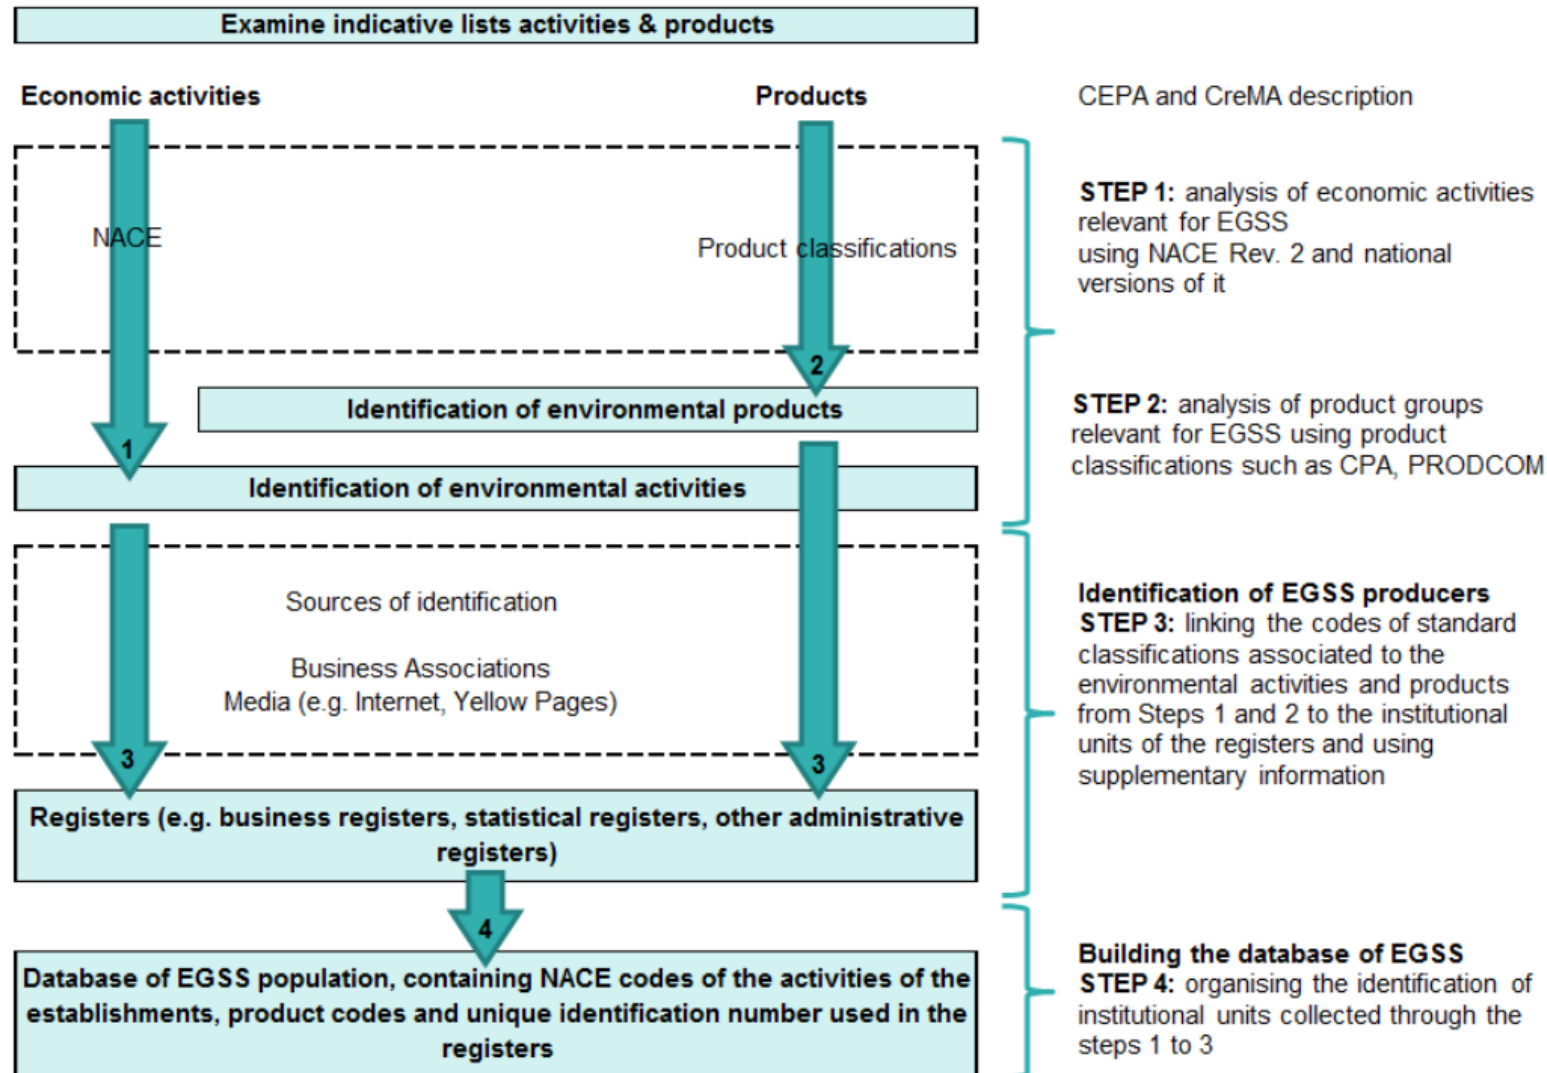 Examine indicative lists activities & products
Economic activities
Products
CEPA and CreMA description
NACE
Product classifications
STEP 1: analysis of economic activities
relevant for EGSS
using NACE Rev. 2 and national
versions of it
2
Identification of environmental products
STEP 2: analysis of product groups
relevant for EGSS using product
classifications such as CPA, PRODCOM
1
Identification of environmental activities
Sources of identification
Business Associations
Media (e.g. Internet, Yellow Pages)
Identification of EGSS producers
STEP 3: linking the codes of standard
classifications associated to the
environmental activities and products
from Steps 1 and 2 to the institutional
units of the registers and using
supplementary information
3
3
Registers (e.g. business registers, statistical registers, other administrative
registers)
4
Database of EGSS population, containing NACE codes of the activities of the
establishments, product codes and unique identification number used in the
registers
Building the database of EGSS
STEP 4: organising the identification of
institutional units collected through the
steps 1 to 3